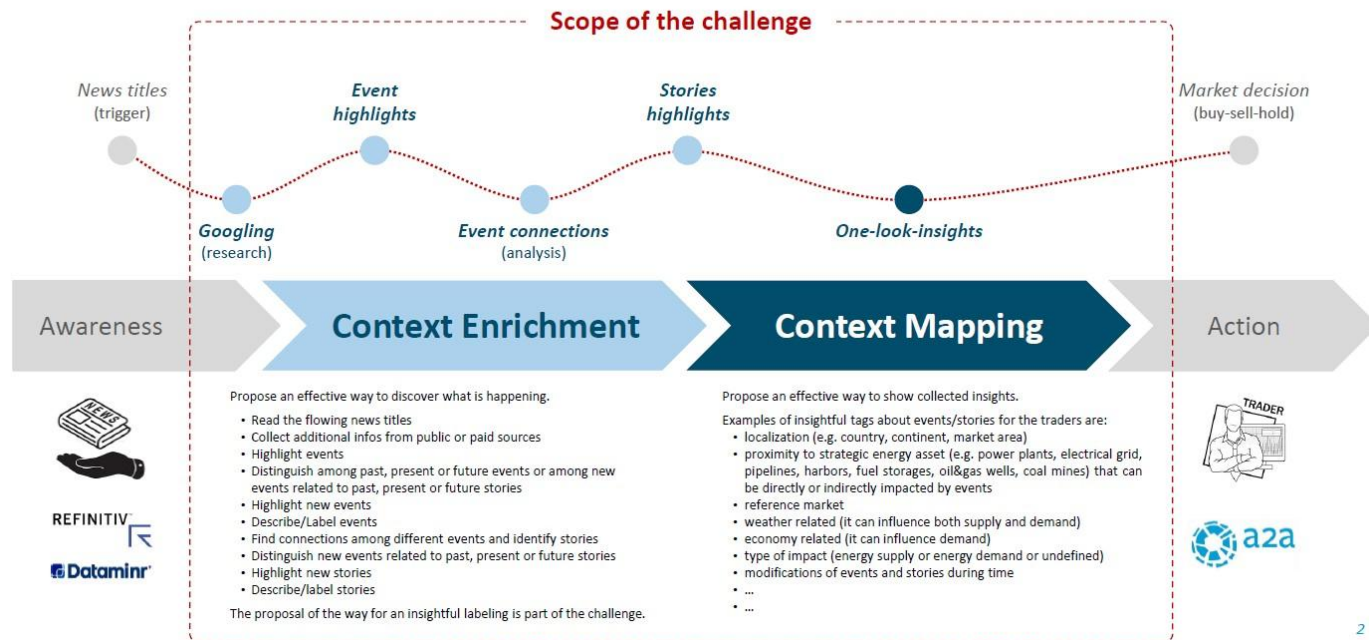 Scope of the challenge
News titles
(trigger)
Event
highlights
Stories
highlights
Market decision
(buy-sell-hold)
Googling
(research)
Event connections
(analysis)
One-look-insights
Awareness
Context Enrichment
Context Mapping
Action
NEWS
REFINITIV
Dataminr
Propose an effective way to discover what is happening.
• Read the flowing news titles
• Collect additional infos from public or paid sources
• Highlight events
• Distinguish among past, present or future events or among new
events related to past, present or future stories
• Highlight new events
• Describe/Label events
• Find connections among different events and identify stories
• Distinguish new events related to past, present or future stories
• Highlight new stories
• Describe/label stories
The proposal of the way for an insightful labeling is part of the challenge.
Propose an effective way to show collected insights.
Examples of insightful tags about events/stories for the traders are:
• localization (e.g. country, continent, market area)
• proximity to strategic energy asset (e.g. power plants, electrical grid,
pipelines, harbors, fuel storages, oil&gas wells, coal mines) that can
be directly or indirectly impacted by events
• reference market
• weather related (it can influence both supply and demand)
• economy related (it can influence demand)
• type of impact (energy supply or energy demand or undefined)
• modifications of events and stories during time
• ...
• ...
TRADER
a2a
2